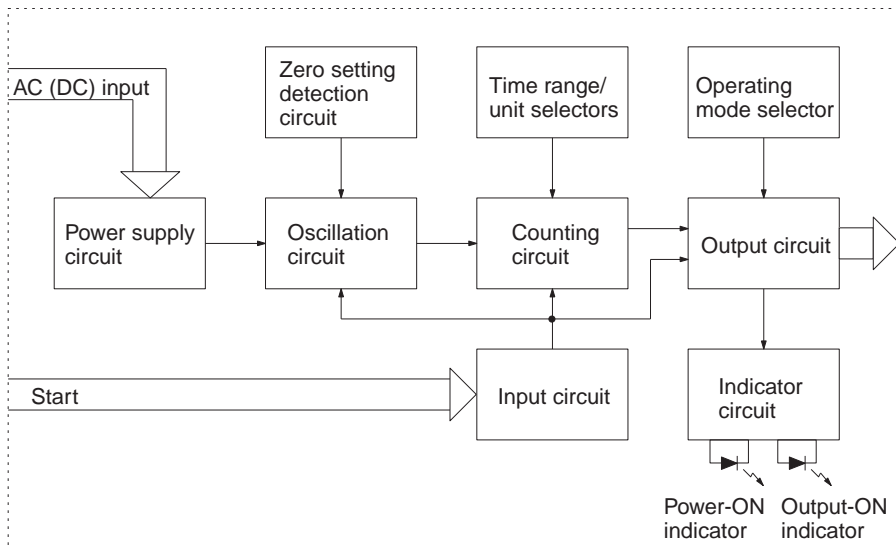 AC (DC) input
Zero setting
detection
circuit
Time range/
unit selectors
Operating
mode selector
Power supply
circuit
Oscillation
circuit
Counting
circuit
Output circuit
Start
Input circuit
Indicator
circuit
Power-ON
indicator
Output-ON
indicator